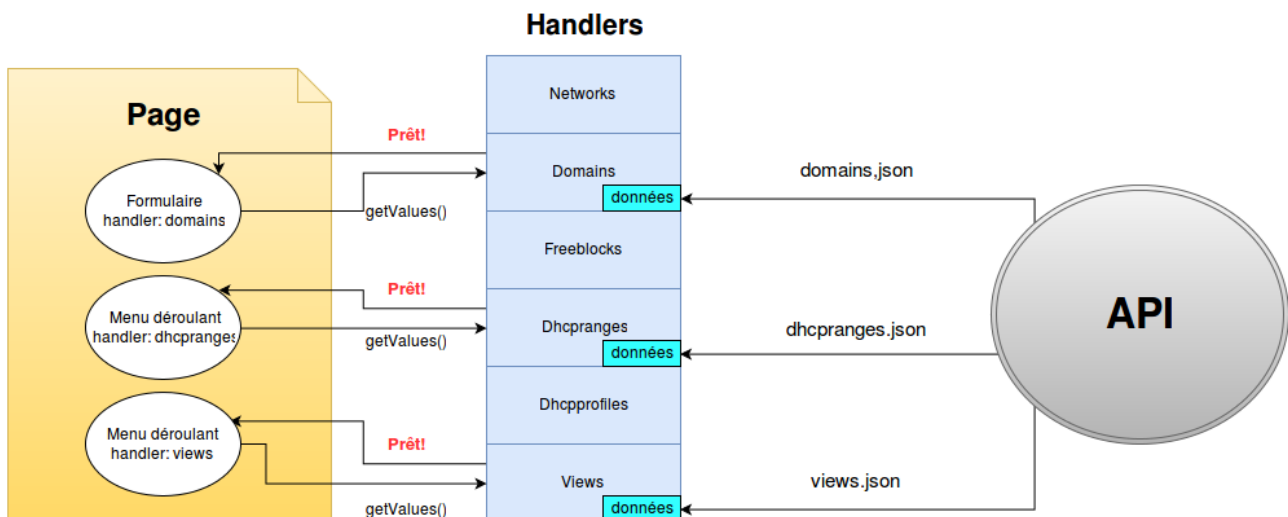 Handlers
Page
Networks
Prêt!
Domains
données
domains,json
Formulaire
handler: domains
getValues()
Freeblocks
Prêt!
Menu déroulant
handler: dhcpranges
getValues()
Dhcpranges
données
dhcpranges.json
API
Dhcpprofiles
Menu déroulant
handler: views
Prêt!
getValues()
Views
données
views.json